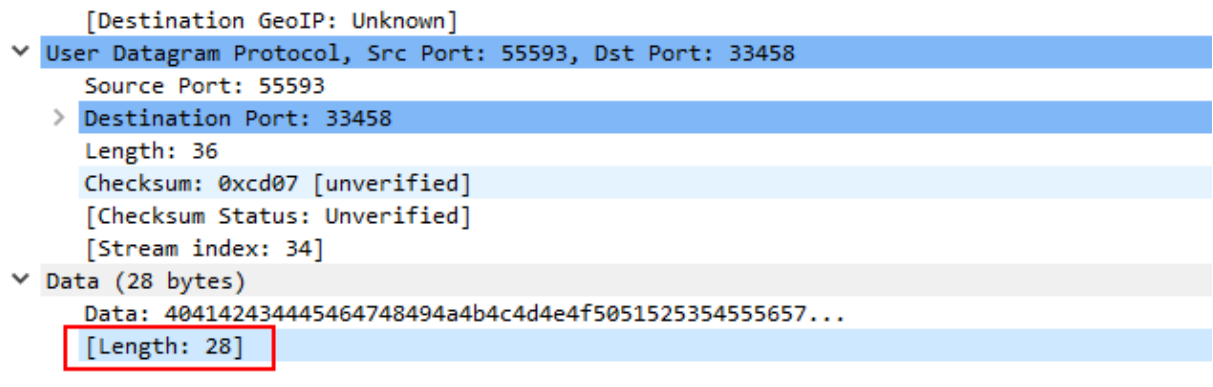 [Destination GeoIP: Unknown]
User Datagram Protocol, Src Port: 55593, Dst Port: 33458
Source Port: 55593
Destination Port: 33458
Length: 36
Checksum: 0xcd07 [unverified]
[Checksum Status: Unverified]
[Stream index: 34]
Data (28 bytes)
Data: 404142434445464748494a4b4c4d4e4f5051525354555657...
[Length: 28]